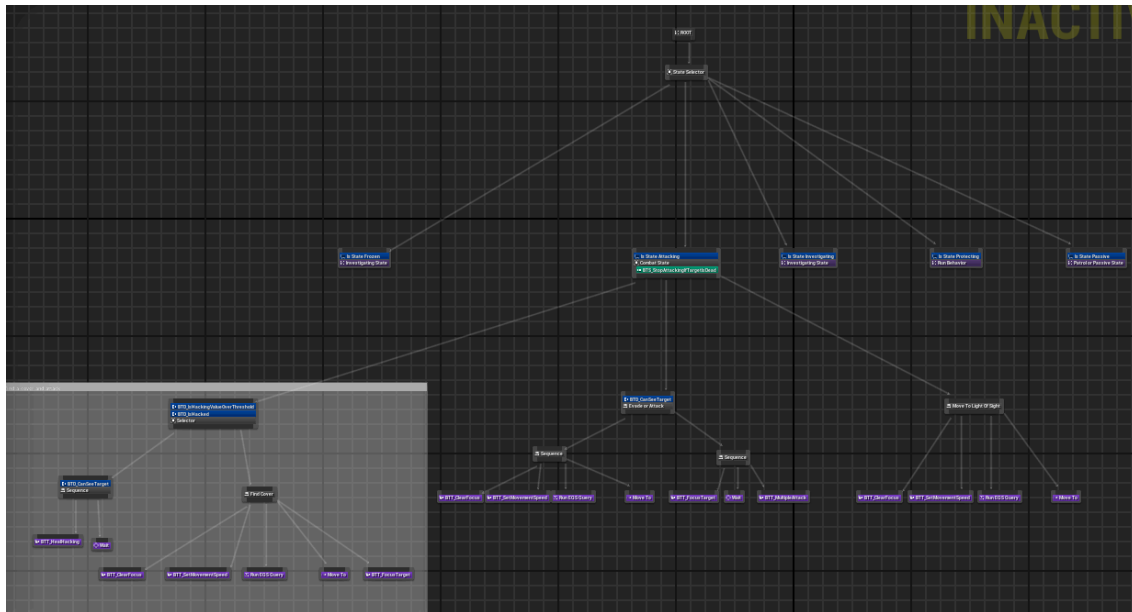 INACTIV
ROOT
State Selector
Is State Frozen
Investigating State
Is State Attacking
Combat State
BTS_StopAttackingIfTargetIsDead
Is State Investigating
Investigating State
Is State Protecting
Run Behavior
Is State Passive
Patrol or Passive State
BTD_IsHackingValueOverThreshold
BTD_IsHacked
Selector
BTD_CanSeeTarget
Evade or Attack
Move To Light Of Sight
BTD_CanSeeTarget
Sequence
Find Cover
Sequence
Sequence
BTT_ClearFocus
BTT_SetMovementSpeed
Run EQS Query
Move To
BTT_FocusTarget
Wait
BTT_MultipleAttack
BTT_ClearFocus
BTT_SetMovementSpeed
Run EQS Query
Move To
BTT_HealHacking
Wait
BTT_ClearFocus
BTT_SetMovementSpeed
Run EQS Query
Move To
BTT_FocusTarget